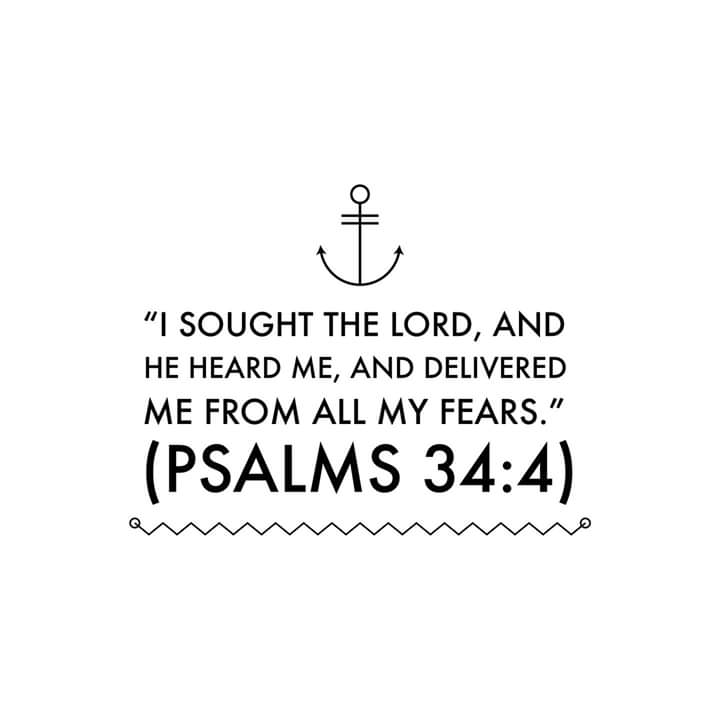 “I SOUGHT THE LORD, AND
HE HEARD ME, AND DELIVERED
ME FROM ALL MY FEARS.”
(PSALMS 34:4)